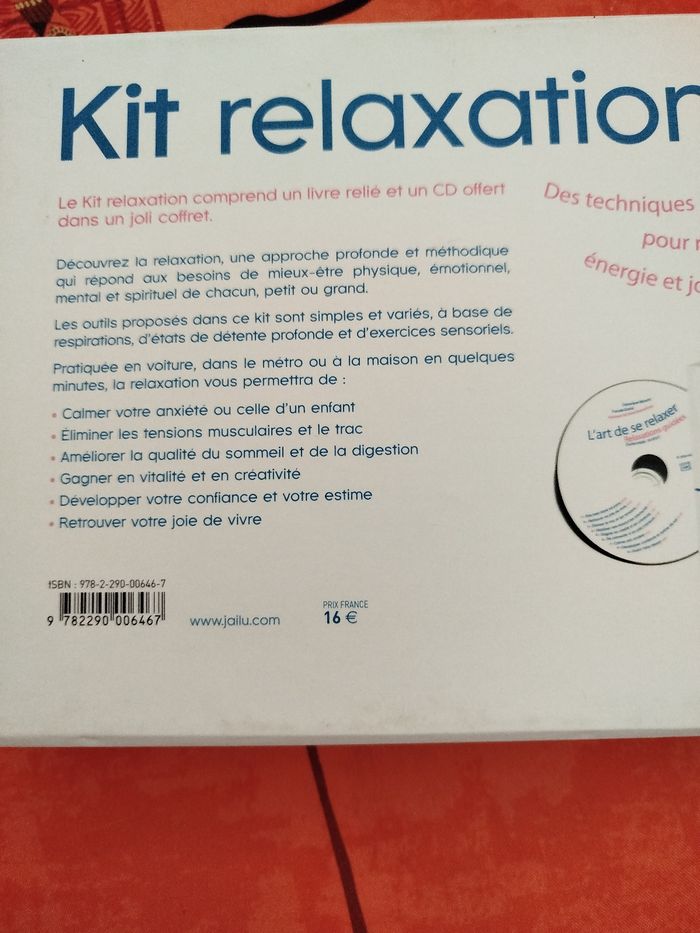 Kit relaxation
Le Kit relaxation comprend un livre relié et un CD offert
dans un joli coffret.
Découvrez la relaxation, une approche profonde et méthodique
qui répond aux besoins de mieux-être physique, émotionnel,
mental et spirituel de chacun, petit ou grand.
Les outils proposés dans ce kit sont simples et variés, à base de
respirations, d'états de détente profonde et d'exercices sensoriels.
Pratiquée en voiture, dans le métro ou à la maison en quelques
minutes, la relaxation vous permettra de :
• Calmer votre anxiété ou celle d'un enfant
• Éliminer les tensions musculaires et le trac
• Améliorer la qualité du sommeil et de la digestion
• Gagner en vitalité et en créativité
• Développer votre confiance et votre estime
• Retrouver votre joie de vivre
Des techniques
pour
énergie et
L'art de se relaxer
Relaxations guidées
ISBN : 978-2-290-00646-7
9 782290 006467
www.jailu.com
PRIX FRANCE
16 €